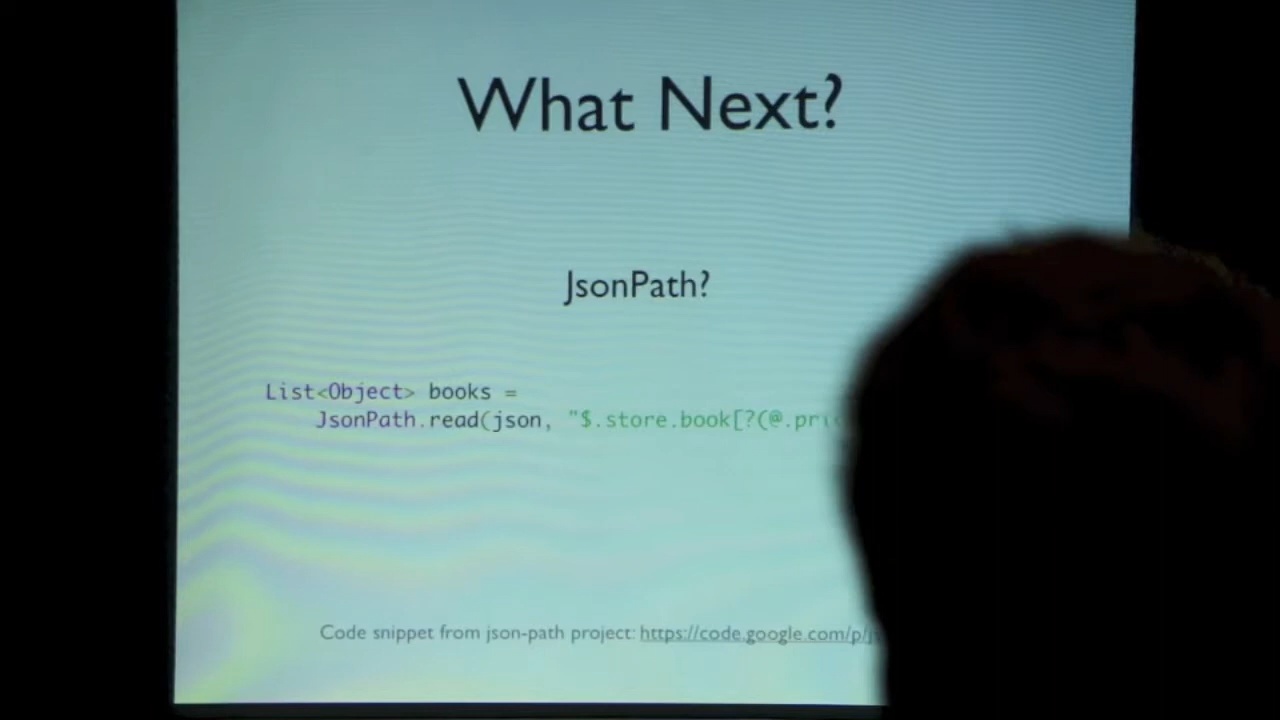 What Next?
JsonPath?
List<Object> books =
JsonPath.read(json, "$.store.book[?(@.pri
Code snippet from json-path project: https://code.google.com/p/j